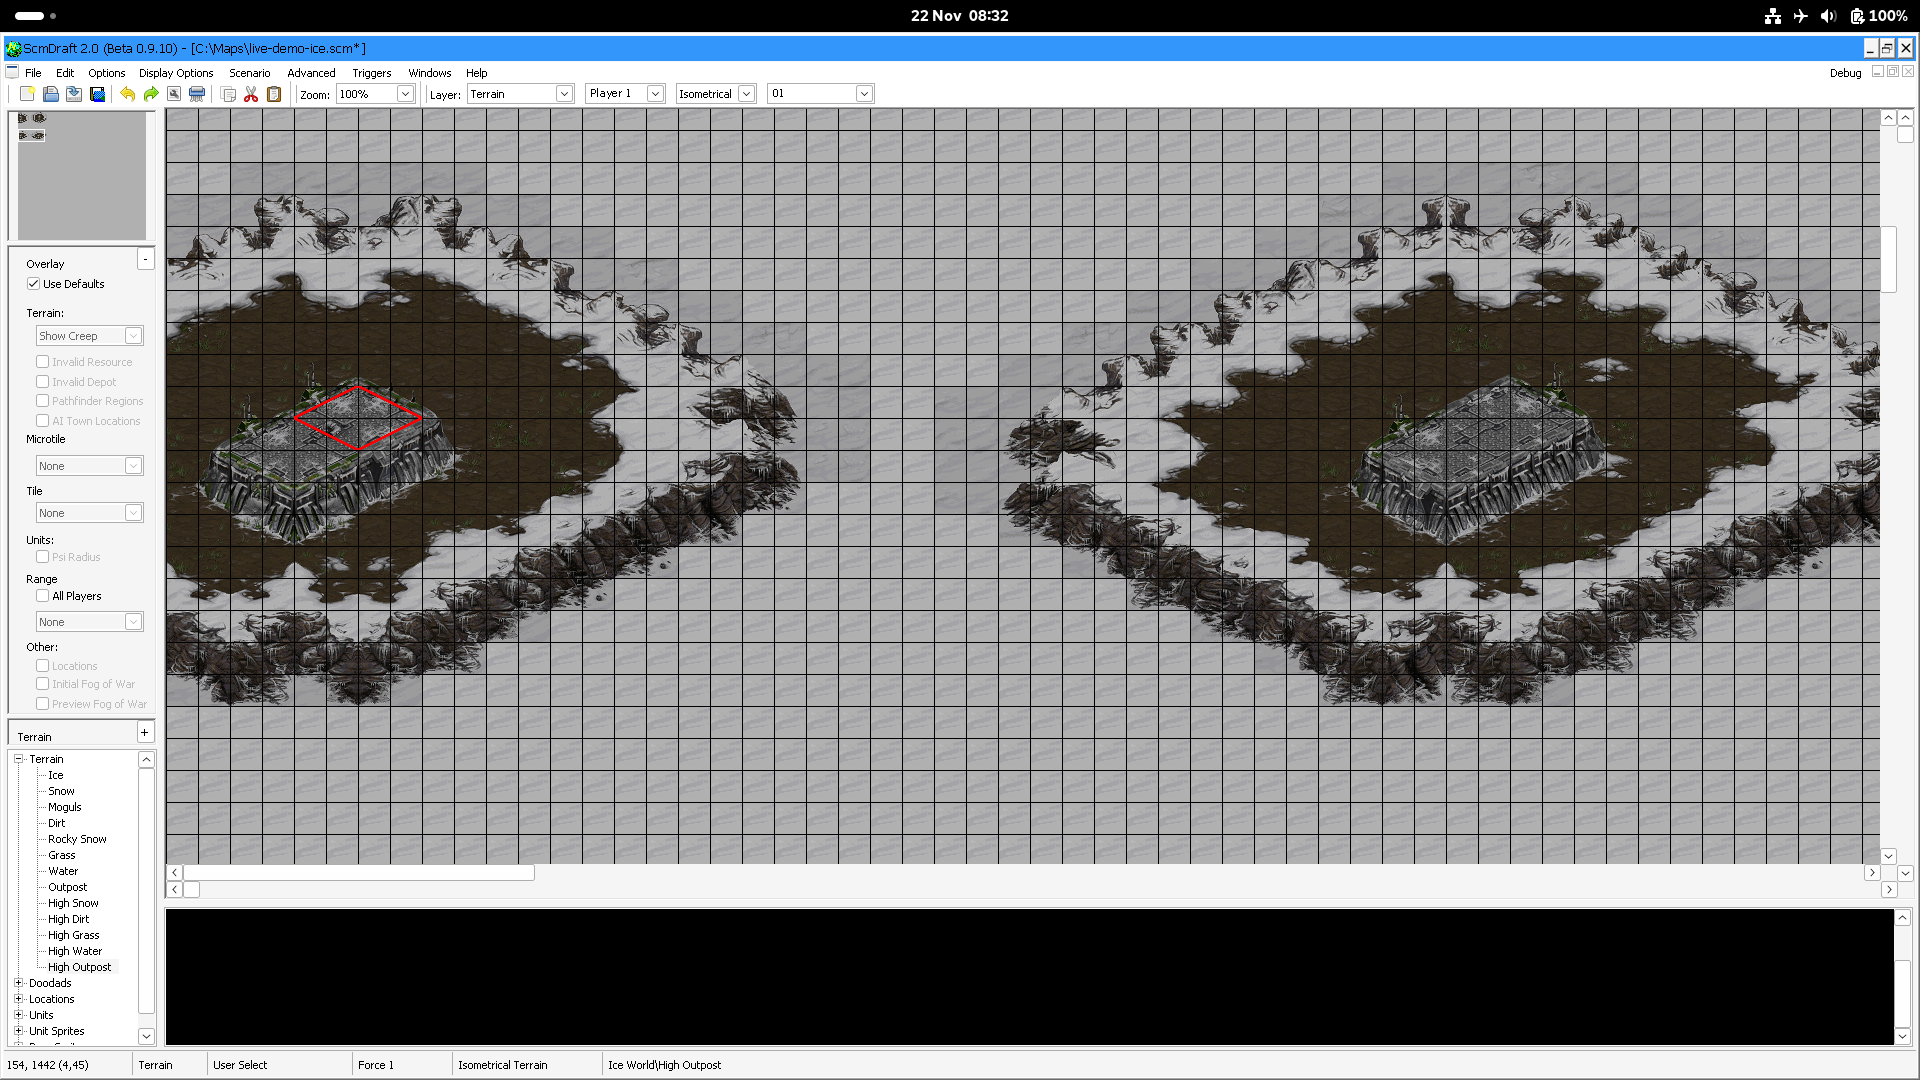 22 Nov 08:32
100%
ScmDraft 2.0 (Beta 0.9.10) - [C:\Maps\live-demo-ice.scm*]
File Edit Options Display Options Scenario Advanced Triggers Windows Help Debug
Zoom: 100% Layer: Terrain Player 1 Isometrical 01
Overlay -
Use Defaults
Terrain:
Show Creep
Invalid Resource
Invalid Depot
Pathfinder Regions
AI Town Locations
Microtile
None
Tile
None
Units:
Psi Radius
Range
All Players
None
Other:
Locations
Initial Fog of War
Preview Fog of War
Terrain +
Terrain
Ice
Snow
Moguls
Dirt
Rocky Snow
Grass
Water
Outpost
High Snow
High Dirt
High Grass
High Water
High Outpost
Doodads
Locations
Units
Unit Sprites
154, 1442 (4,45) Terrain User Select Force 1 Isometrical Terrain Ice World\High Outpost